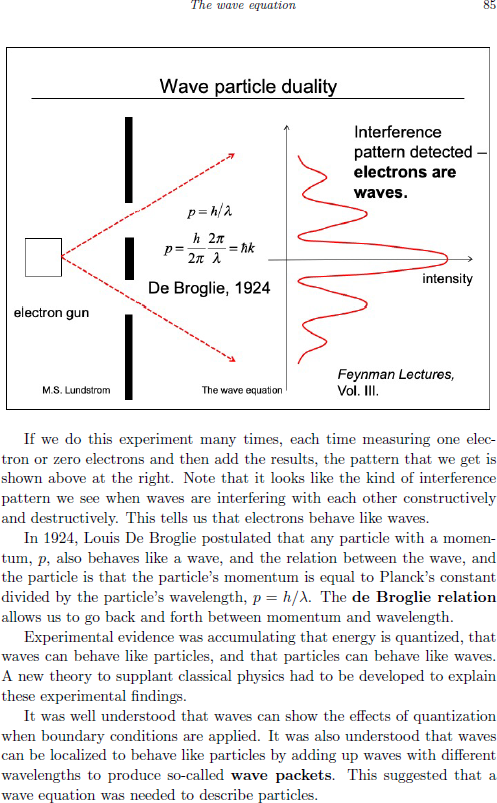 The wave equation 85
Wave particle duality
Interference
pattern detected –
electrons are
waves.
p = h/λ
p = h/2π 2π/λ = ħk
De Broglie, 1924
intensity
electron gun
Feynman Lectures,
Vol. III.
M.S. Lundstrom The wave equation
If we do this experiment many times, each time measuring one elec-
tron or zero electrons and then add the results, the pattern that we get is
shown above at the right. Note that it looks like the kind of interference
pattern we see when waves are interfering with each other constructively
and destructively. This tells us that electrons behave like waves.
In 1924, Louis De Broglie postulated that any particle with a momen-
tum, p, also behaves like a wave, and the relation between the wave, and
the particle is that the particle's momentum is equal to Planck's constant
divided by the particle's wavelength, p = h/λ. The de Broglie relation
allows us to go back and forth between momentum and wavelength.
Experimental evidence was accumulating that energy is quantized, that
waves can behave like particles, and that particles can behave like waves.
A new theory to supplant classical physics had to be developed to explain
these experimental findings.
It was well understood that waves can show the effects of quantization
when boundary conditions are applied. It was also understood that waves
can be localized to behave like particles by adding up waves with different
wavelengths to produce so-called wave packets. This suggested that a
wave equation was needed to describe particles.